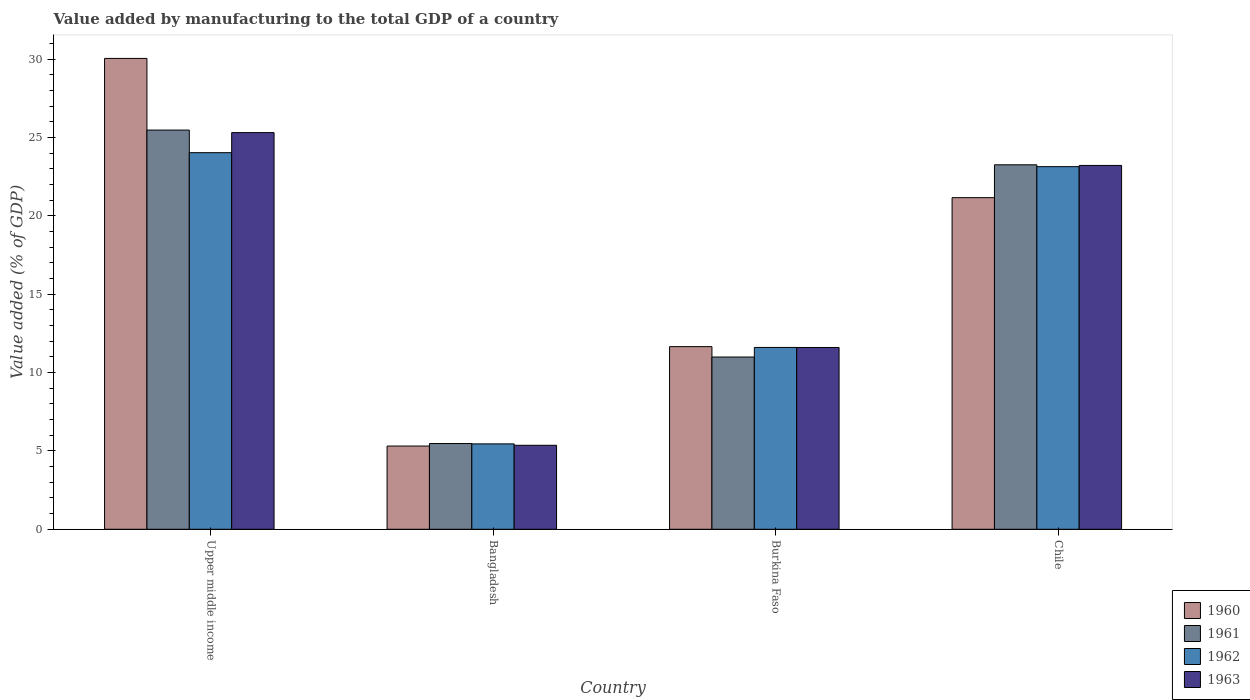 Value added by manufacturing to the total GDP of a country
Value added (% of GDP)
30
25
20
15
10
5
0
Upper middle income
Bangladesh
Burkina Faso
Chile
Country
1960
1961
1962
1963